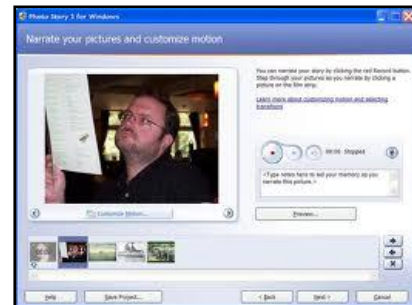 Photo Story 3 for Windows
Narrate your pictures and customize motion
You can narrate your story by clicking the red Record button.
Step through your pictures as you narrate by clicking a
picture on the film strip.
Learn more about customizing motion and selecting
transitions
00:00 Stopped
<Type notes here to aid your memory as you
narrate this picture.>
Customize Motion...
Preview...
Help
Save Project...
< Back
Next >
Cancel